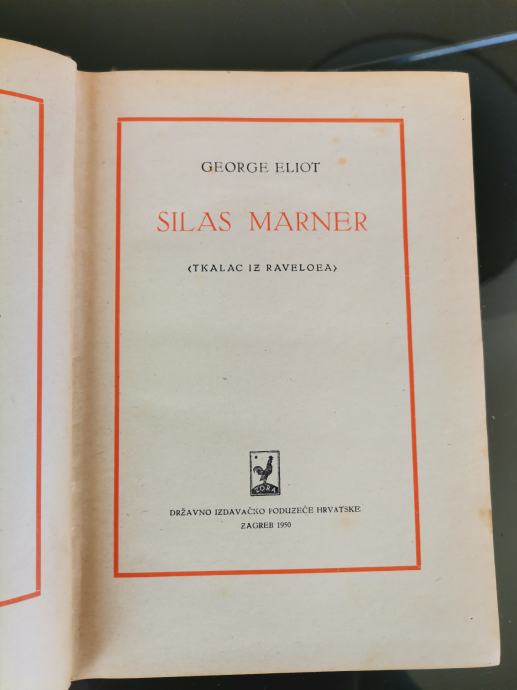 GEORGE ELIOT
SILAS MARNER
(TKALAC IZ RAVELOEA)
ZORA
DRŽAVNO IZDAVAČKO PODUZEĆE HRVATSKE
ZAGREB 1950